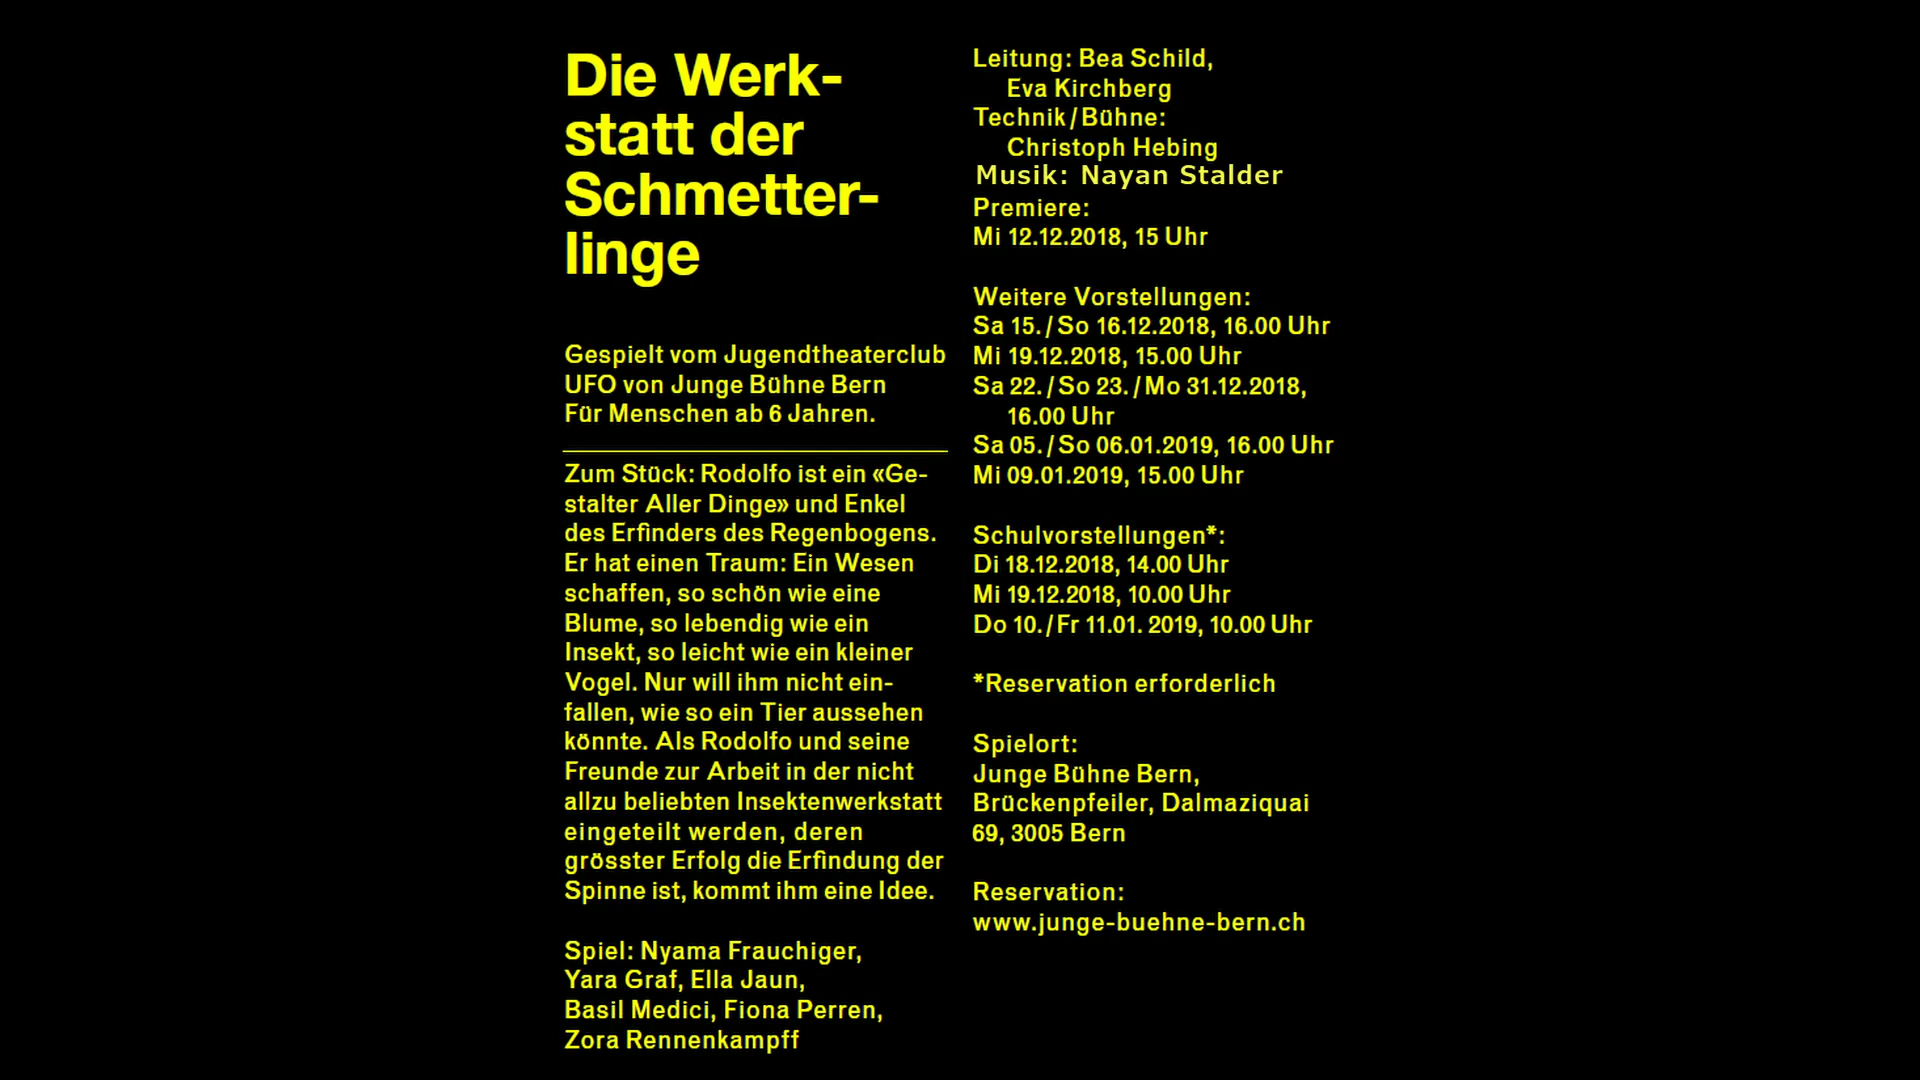 Die Werk-
statt der
Schmetter-
linge
Gespielt vom Jugendtheaterclub
UFO von Junge Bühne Bern
Für Menschen ab 6 Jahren.
Zum Stück: Rodolfo ist ein «Ge-
stalter Aller Dinge» und Enkel
des Erfinders des Regenbogens.
Er hat einen Traum: Ein Wesen
schaffen, so schön wie eine
Blume, so lebendig wie ein
Insekt, so leicht wie ein kleiner
Vogel. Nur will ihm nicht ein-
fallen, wie so ein Tier aussehen
könnte. Als Rodolfo und seine
Freunde zur Arbeit in der nicht
allzu beliebten Insektenwerkstatt
eingeteilt werden, deren
grösster Erfolg die Erfindung der
Spinne ist, kommt ihm eine Idee.
Spiel: Nyama Frauchiger,
Yara Graf, Ella Jaun,
Basil Medici, Fiona Perren,
Zora Rennenkampff
Leitung: Bea Schild,
Eva Kirchberg
Technik/Bühne:
Christoph Hebing
Musik: Nayan Stalder
Premiere:
Mi 12.12.2018, 15 Uhr
Weitere Vorstellungen:
Sa 15./So 16.12.2018, 16.00 Uhr
Mi 19.12.2018, 15.00 Uhr
Sa 22./So 23./Mo 31.12.2018,
16.00 Uhr
Sa 05./So 06.01.2019, 16.00 Uhr
Mi 09.01.2019, 15.00 Uhr
Schulvorstellungen*:
Di 18.12.2018, 14.00 Uhr
Mi 19.12.2018, 10.00 Uhr
Do 10./Fr 11.01. 2019, 10.00 Uhr
*Reservation erforderlich
Spielort:
Junge Bühne Bern,
Brückenpfeiler, Dalmaziquai
69, 3005 Bern
Reservation:
www.junge-buehne-bern.ch